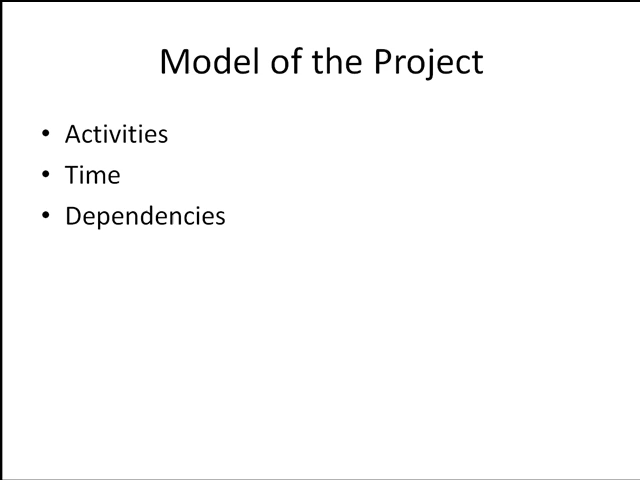 Model of the Project
• Activities
• Time
• Dependencies